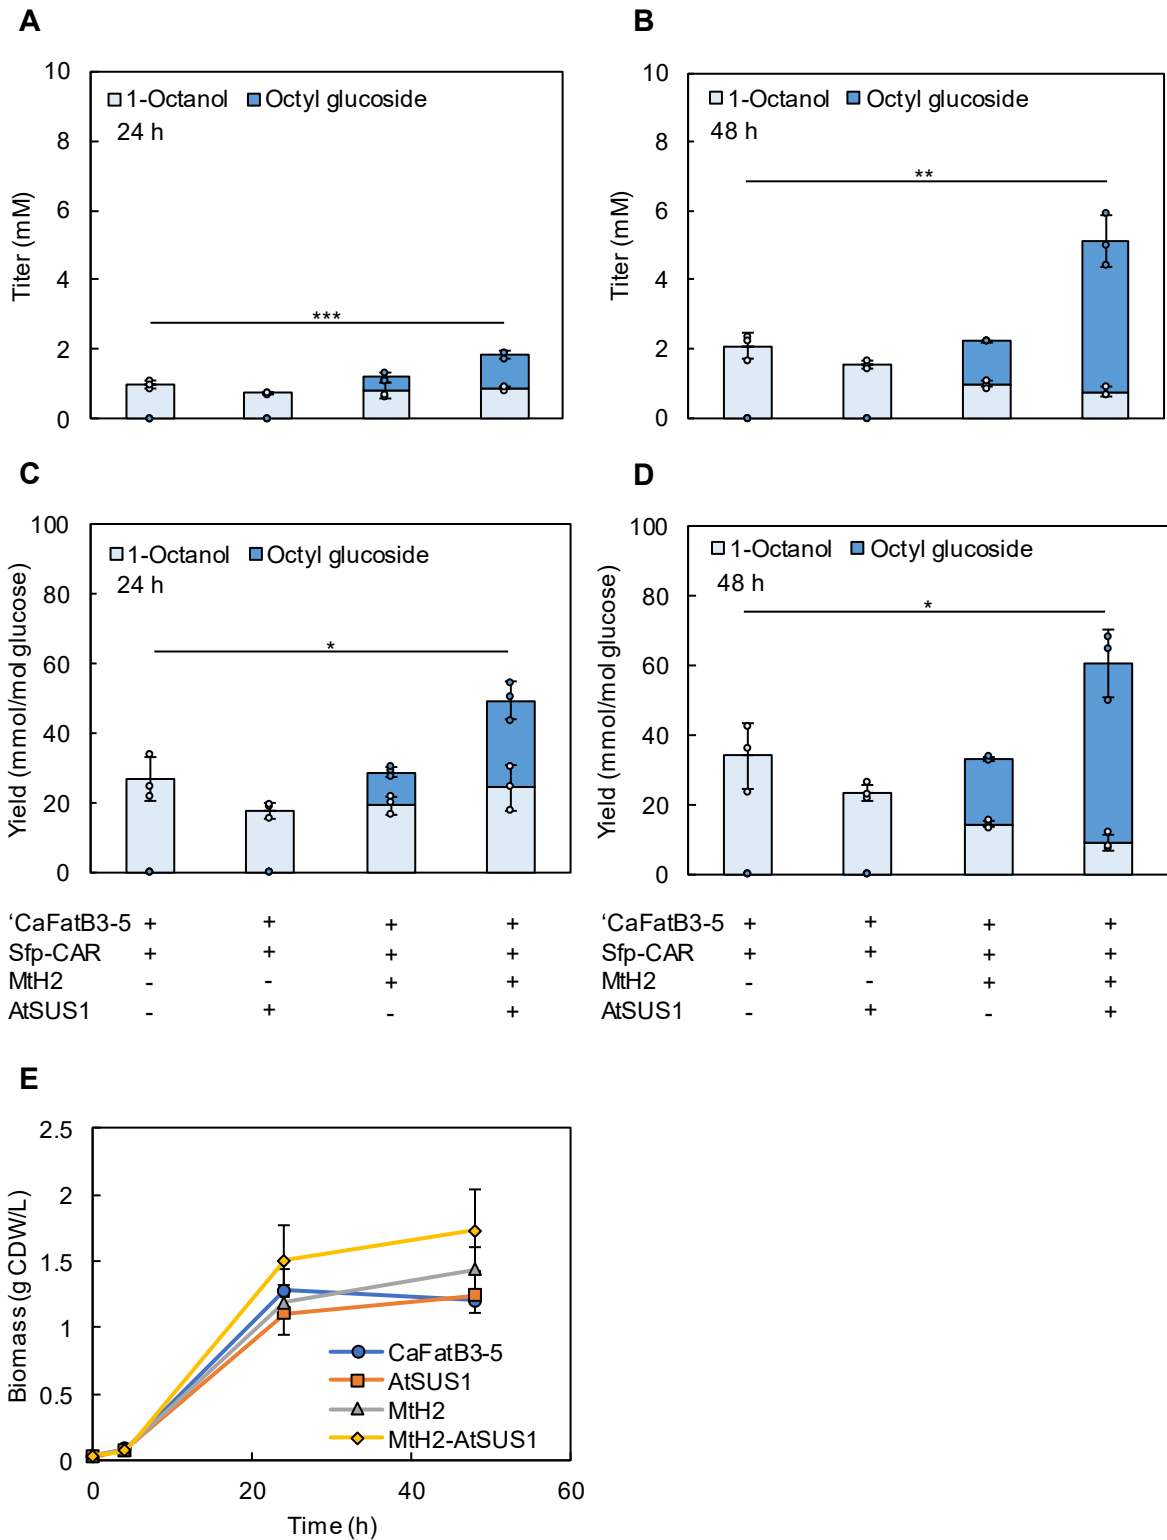 A
B
10
8
6
4
2
0
Titer (mM)
1-Octanol Octyl glucoside
24 h
***
10
8
6
4
2
0
Titer (mM)
1-Octanol Octyl glucoside
48 h
**
C
D
100
80
60
40
20
0
Yield (mmol/mol glucose)
1-Octanol Octyl glucoside
24 h
*
100
80
60
40
20
0
Yield (mmol/mol glucose)
1-Octanol Octyl glucoside
48 h
*
‘CaFatB3-5 + + + +
Sfp-CAR + + + +
MtH2 - - + +
AtSUS1 - + - +
‘CaFatB3-5 + + + +
Sfp-CAR + + + +
MtH2 - - + +
AtSUS1 - + - +
E
2.5
2
1.5
1
0.5
0
Biomass (g CDW/L)
CaFatB3-5
AtSUS1
MtH2
MtH2-AtSUS1
0 20 40 60
Time (h)